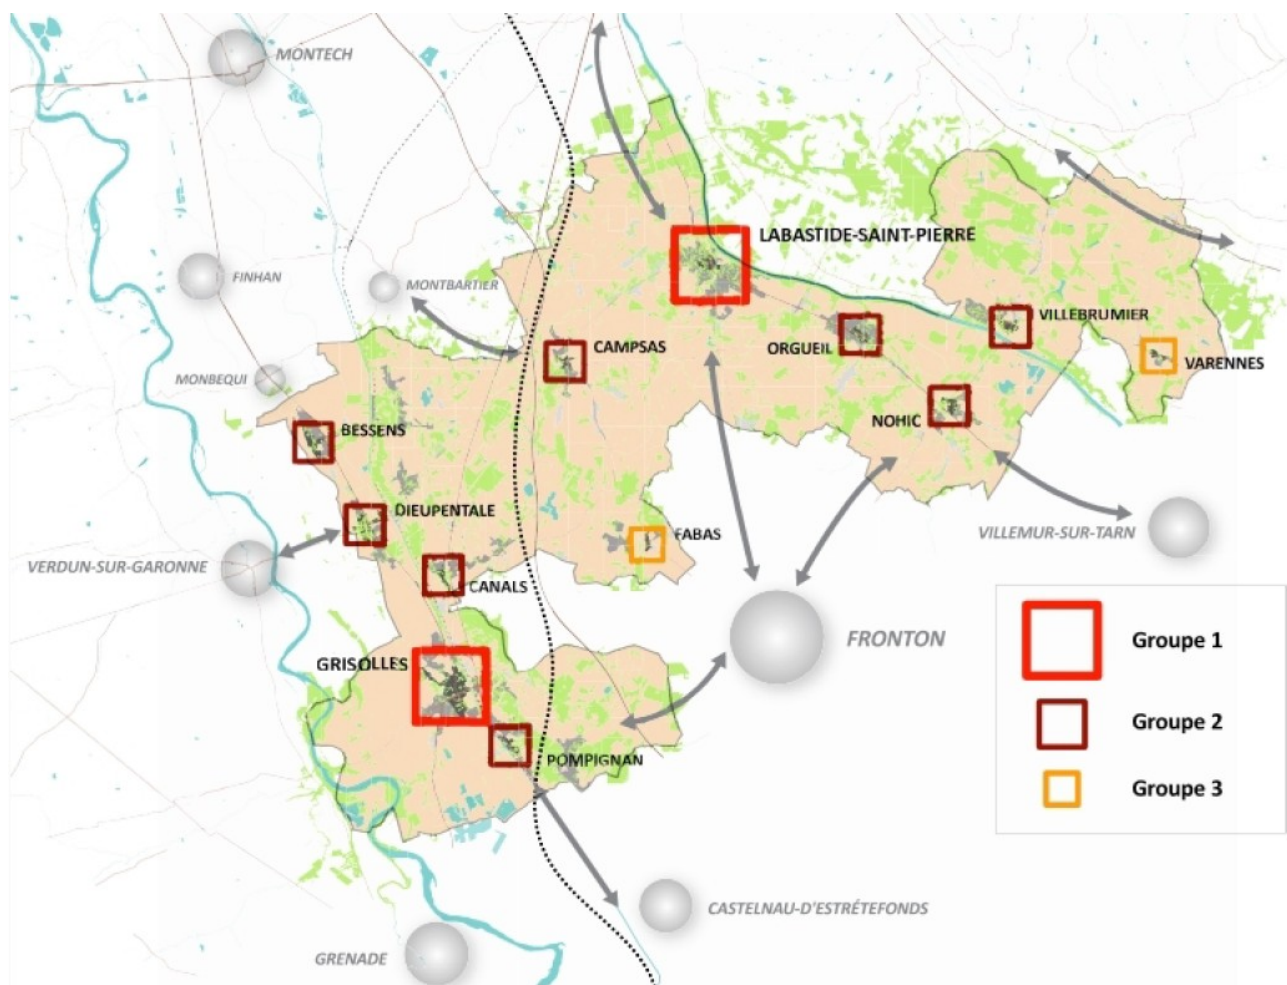 MONTECH
LABASTIDE-SAINT-PIERRE
FINHAN
MONTBARTIER
VILLEBRUMIER
CAMPSAS
ORGUEIL
VARENNES
MONBEQUI
BESSENS
NOHIC
DIEUPENTALE
FABAS
VILLEMUR-SUR-TARN
VERDUN-SUR-GARONNE
CANALS
FRONTON
Groupe 1
GRISOLLES
Groupe 2
POMPIGNAN
Groupe 3
CASTELNAU-D'ESTRÉTEFONDS
GRENADE